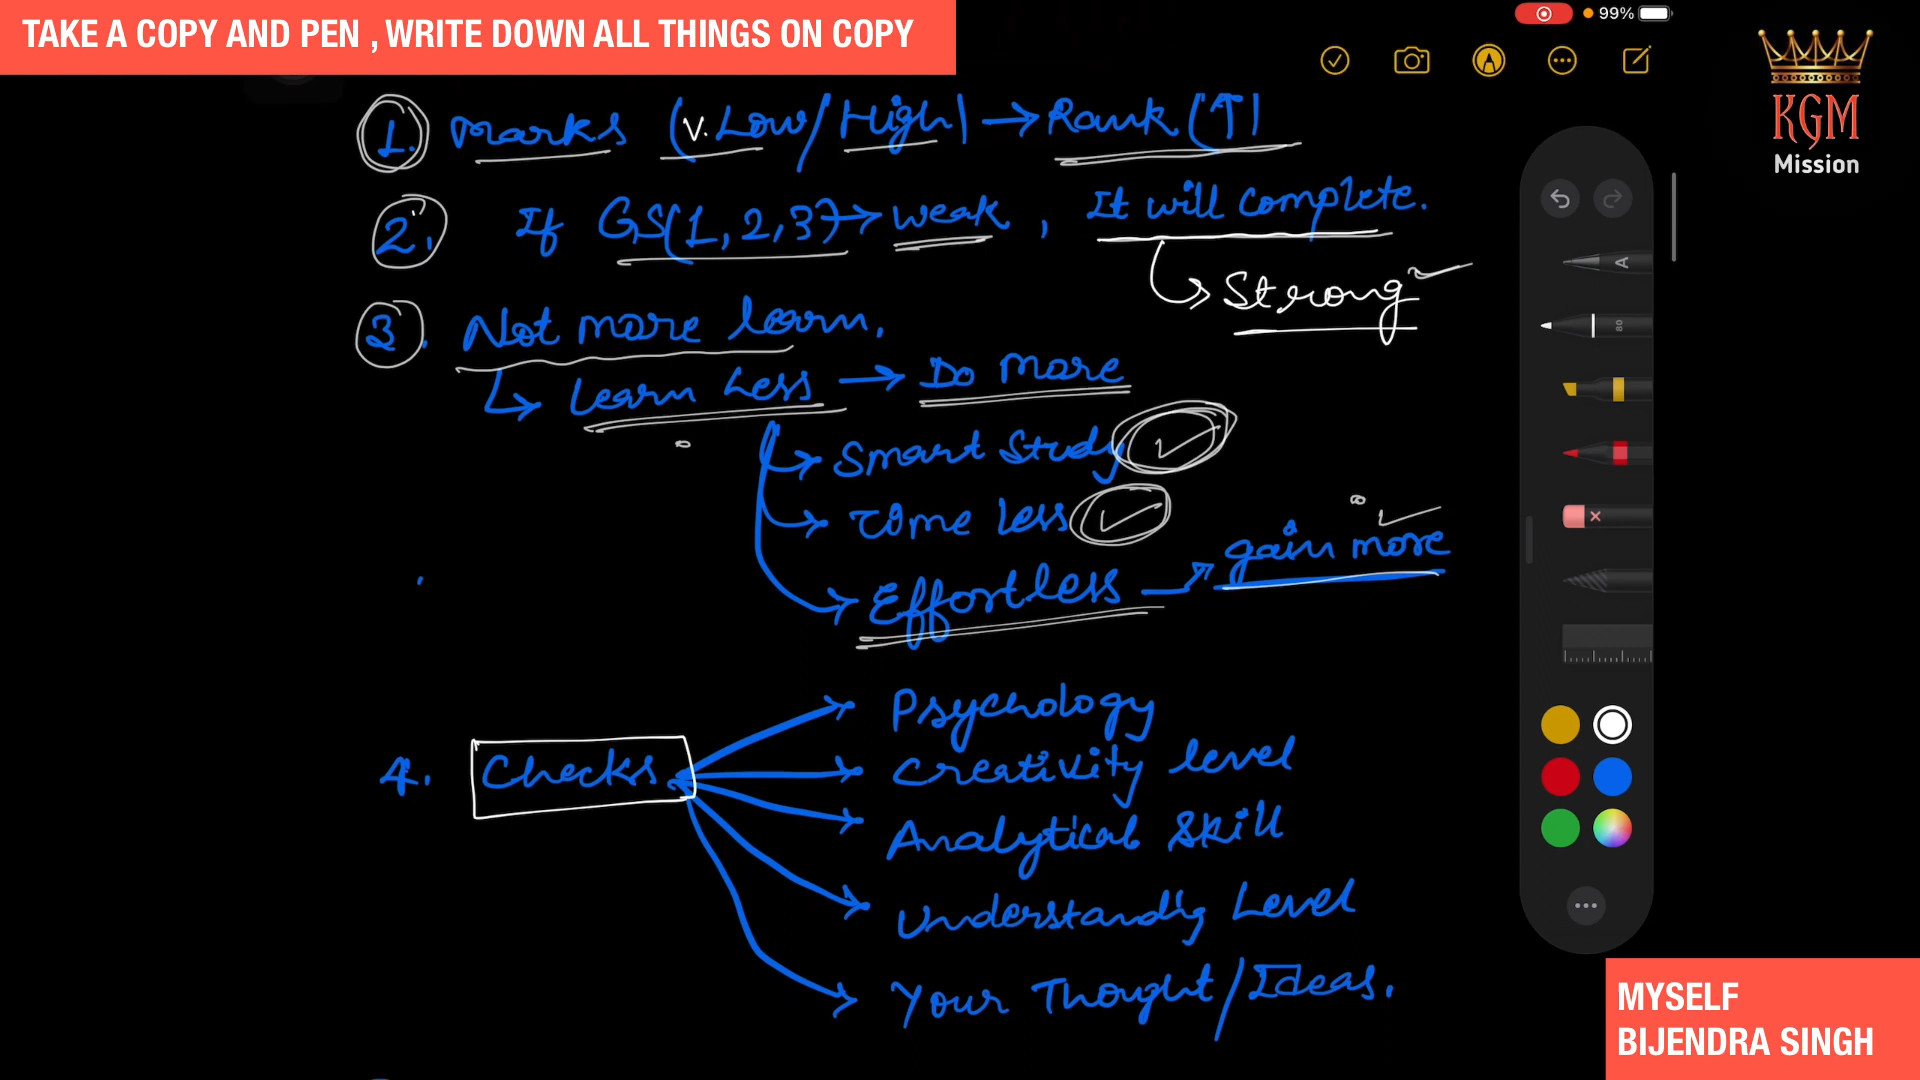 TAKE A COPY AND PEN , WRITE DOWN ALL THINGS ON COPY
99%
KGM
Mission
1. Marks (v. Low/High) → Rank (↑)
2. If GS(1,2,3) → weak, It will complete.
↳ Strong
3. Not more learn.
↳ Learn Less → Do More
→ Smart Study ✓
→ Time less ✓
→ Effortless → gain more ✓
4. Checks
→ Psychology
→ Creativity level
→ Analytical Skill
→ Understandig Level
→ Your Thought/Ideas.
A
80
MYSELF
BIJENDRA SINGH